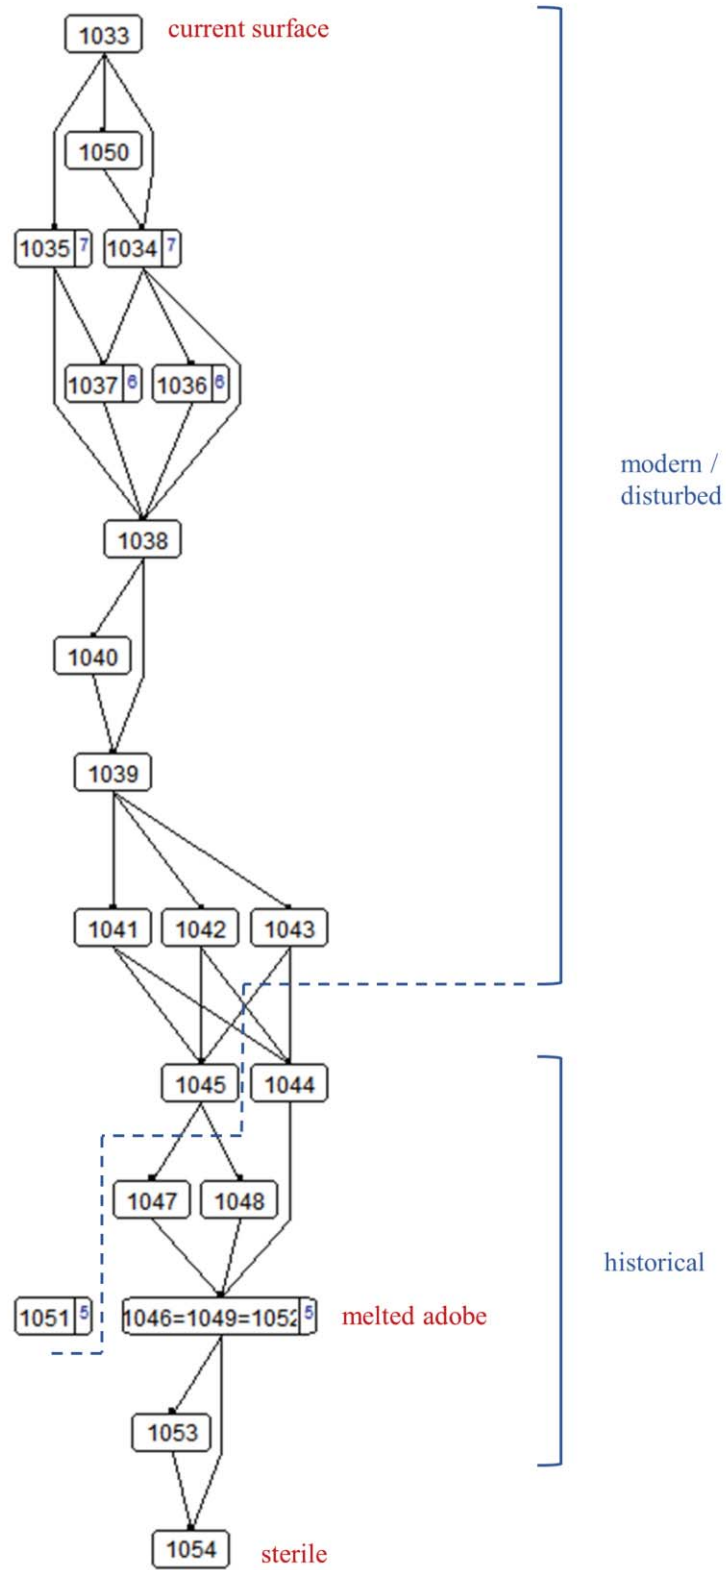 1033 current surface
1050
1035 7 1034 7
1037 6 1036 6
modern /
disturbed
1038
1040
1039
1041 1042 1043
1045 1044
1047 1048
historical
1051 5 1046=1049=1052 5 melted adobe
1053
1054 sterile